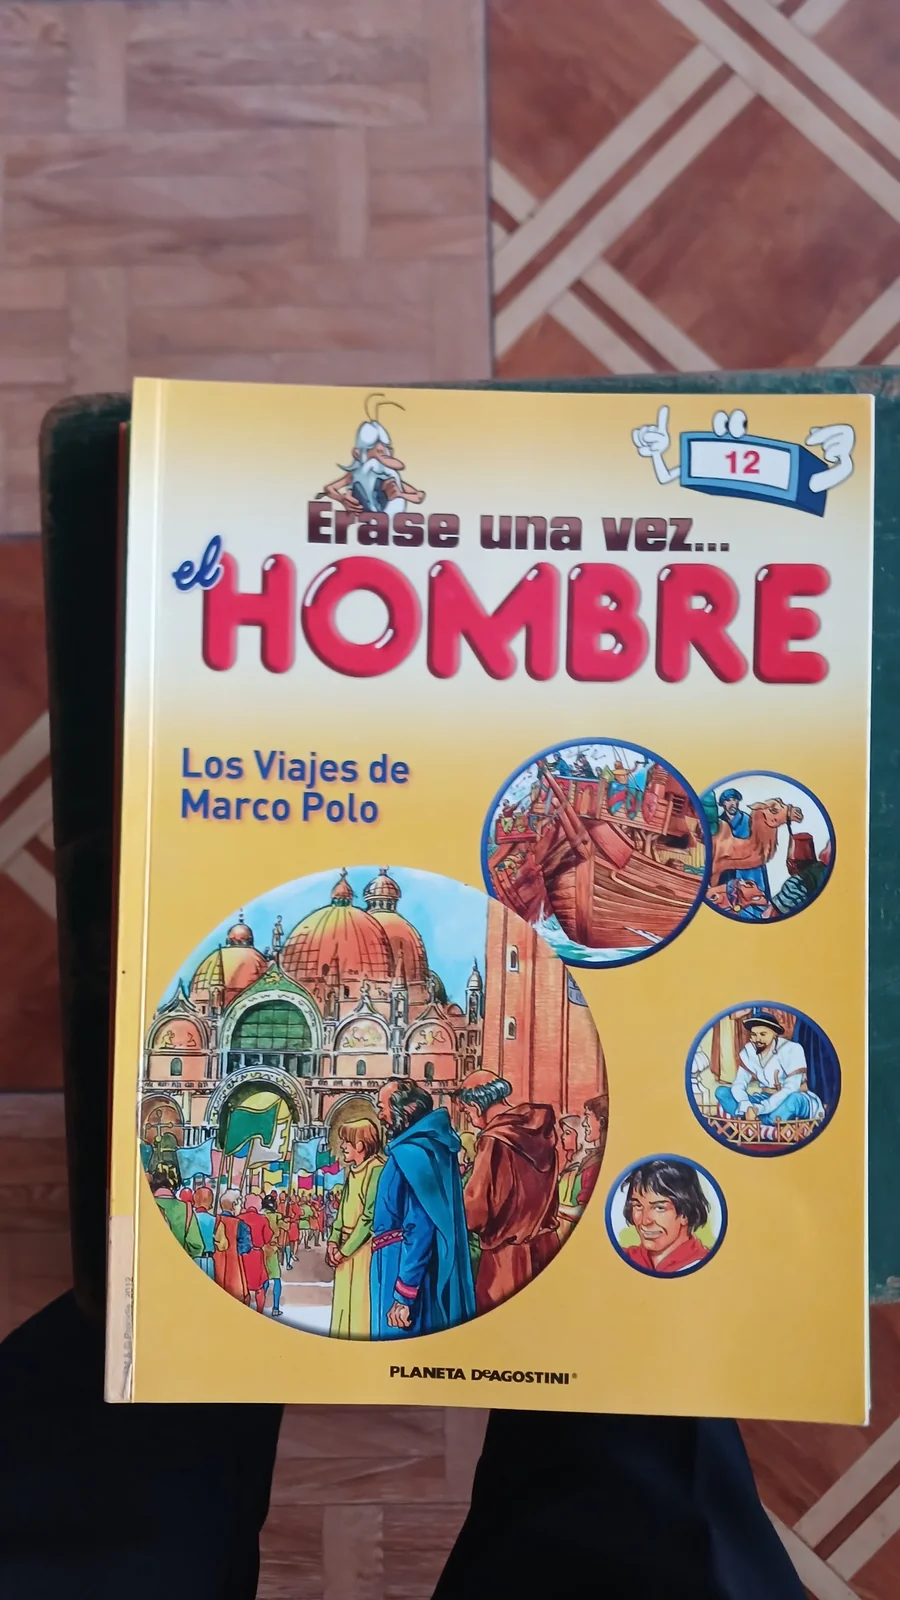 12
Érase una vez...
el
HOMBRE
Los Viajes de
Marco Polo
PLANETA DeAGOSTINI®